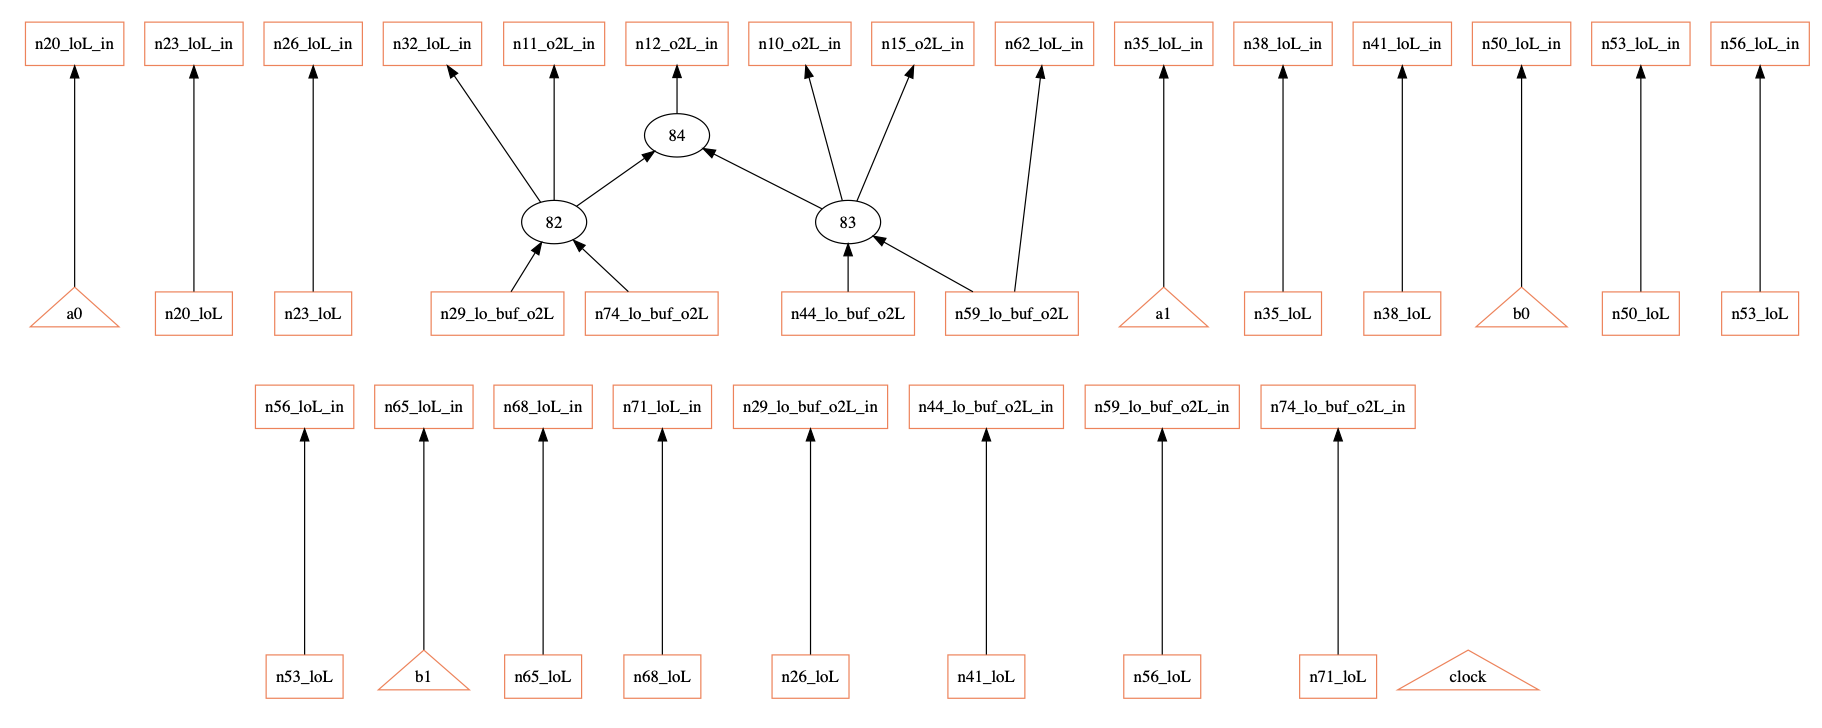 n20_loL_in n23_loL_in n26_loL_in n32_loL_in n11_o2L_in n12_o2L_in n10_o2L_in n15_o2L_in n62_loL_in n35_loL_in n38_loL_in n41_loL_in n50_loL_in n53_loL_in n56_loL_in
84
82 83
a0 n20_loL n23_loL n29_lo_buf_o2L n74_lo_buf_o2L n44_lo_buf_o2L n59_lo_buf_o2L a1 n35_loL n38_loL b0 n50_loL n53_loL
n56_loL_in n65_loL_in n68_loL_in n71_loL_in n29_lo_buf_o2L_in n44_lo_buf_o2L_in n59_lo_buf_o2L_in n74_lo_buf_o2L_in
n53_loL b1 n65_loL n68_loL n26_loL n41_loL n56_loL n71_loL clock